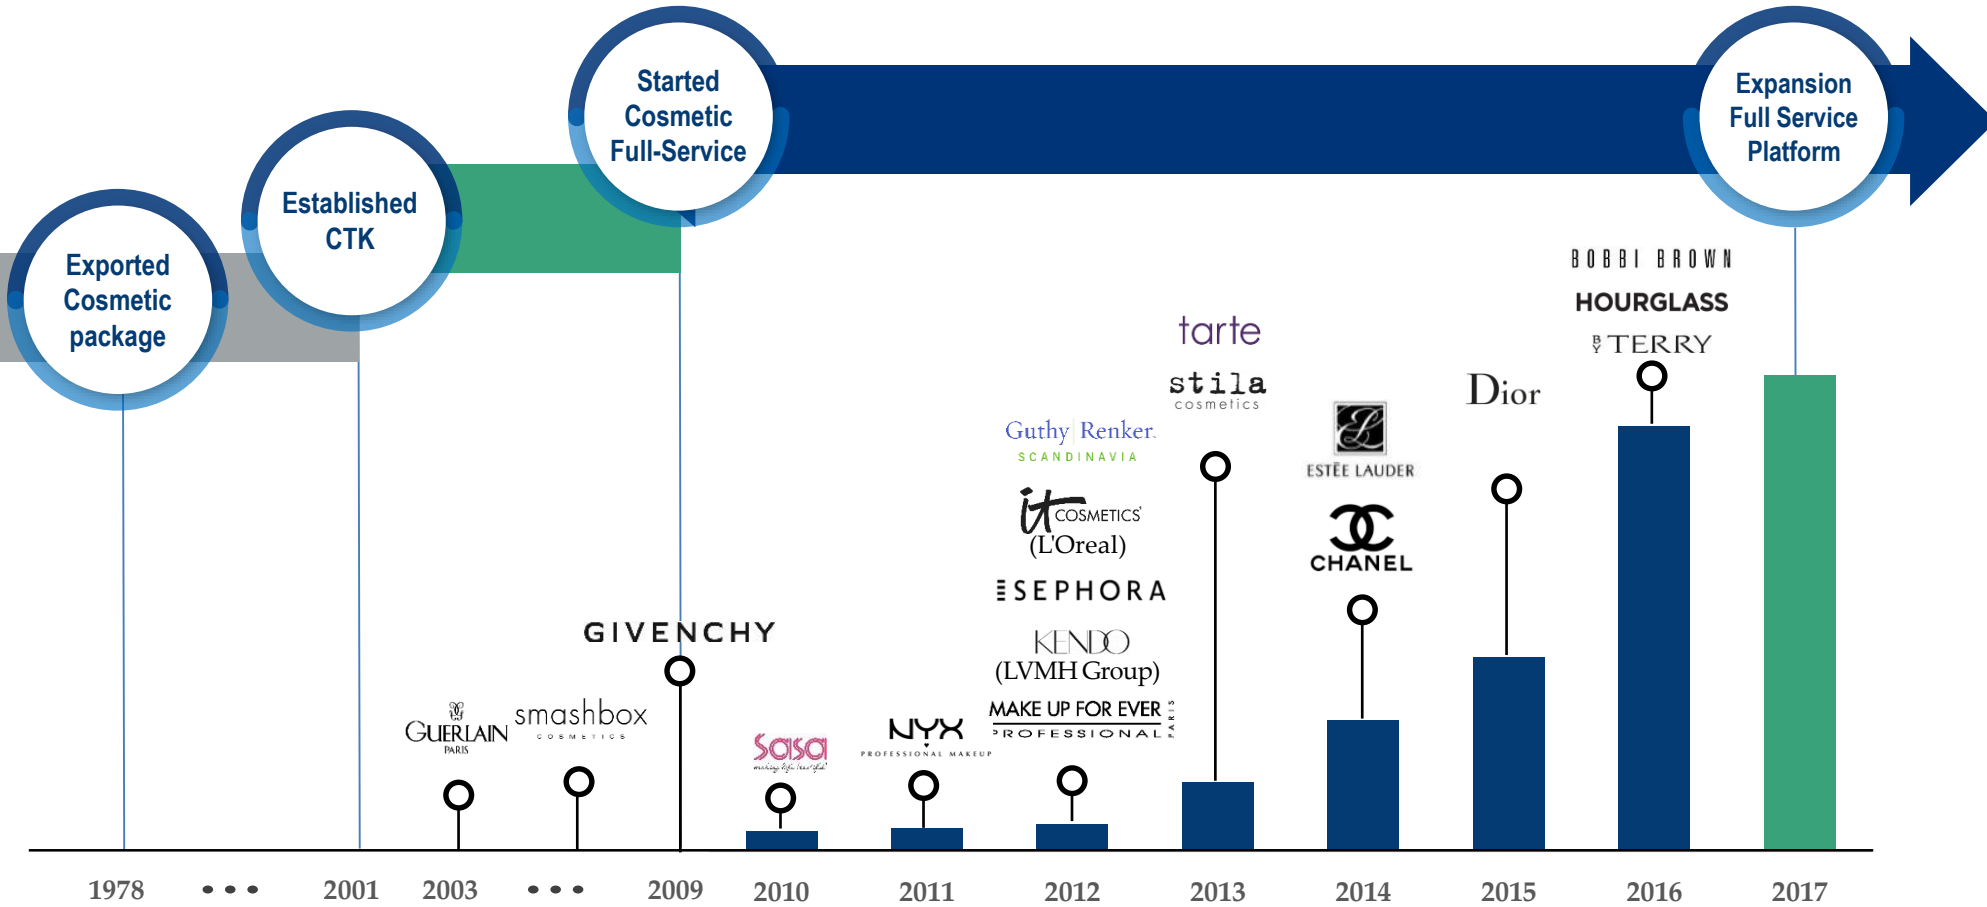 Exported
Cosmetic
package
Established
CTK
Started
Cosmetic
Full-Service
Expansion
Full Service
Platform
GUERLAIN
PARIS
smashbox
COSMETICS
GIVENCHY
sasa
NYX
PROFESSIONAL MAKEUP
Guthy|Renker
SCANDINAVIA
it COSMETICS
(L'Oreal)
SEPHORA
KENDO
(LVMH Group)
MAKE UP FOR EVER
PROFESSIONAL
PARIS
tarte
stila
cosmetics
ESTĒE LAUDER
CHANEL
Dior
BOBBI BROWN
HOURGLASS
BY TERRY
1978 ••• 2001 2003 ••• 2009 2010 2011 2012 2013 2014 2015 2016 2017